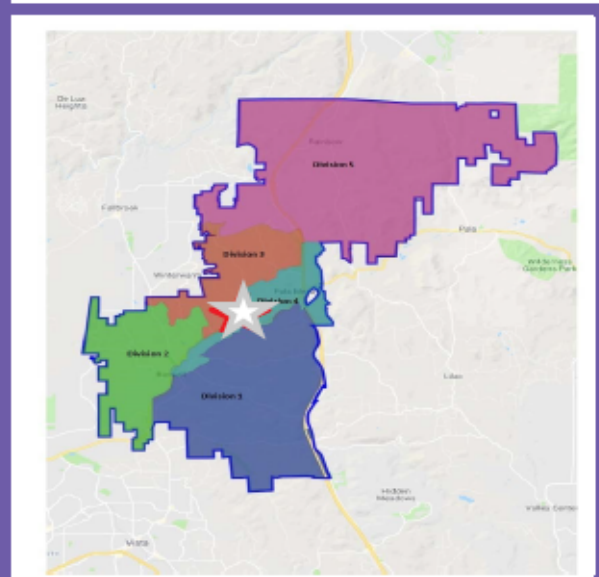 De Luz
Heights
Rainbow
Division 5
Fallbrook
Pala
Division 3
Wilderness
Gardens Park
Winterwarm
Division 4
Division 2
Lilac
Division 1
Hidden
Meadows
Valley Center
Vista